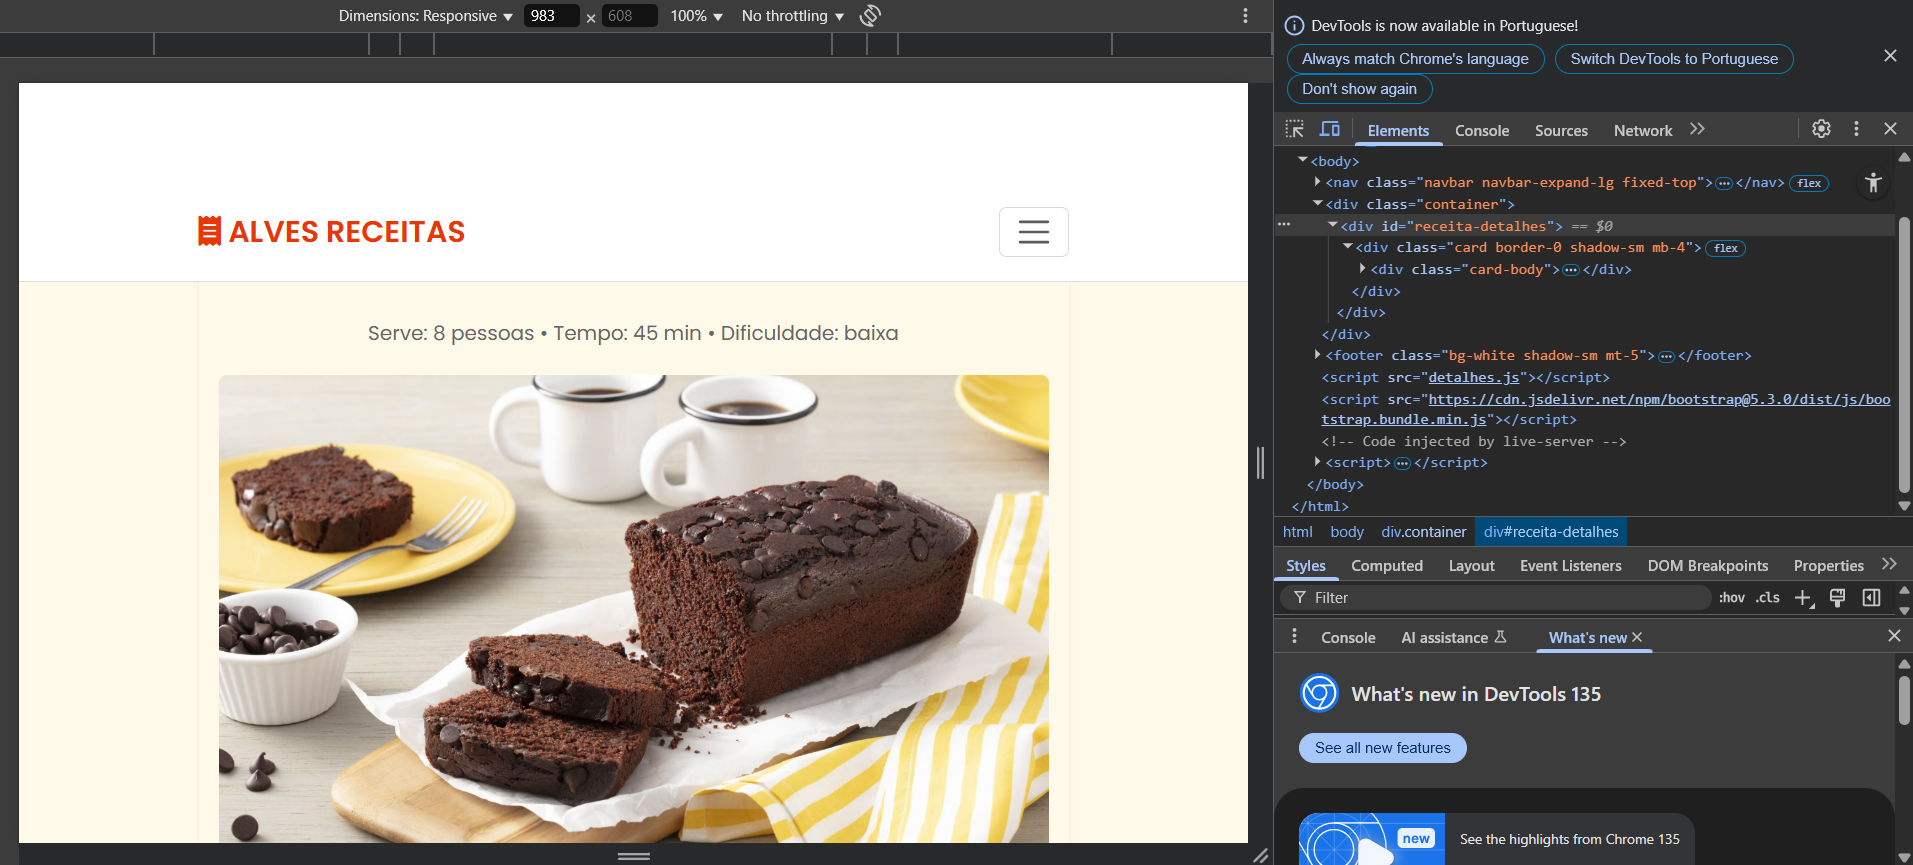 Dimensions: Responsive ▼ 983 × 608 100% ▼ No throttling ▼
ALVES RECEITAS
Serve: 8 pessoas • Tempo: 45 min • Dificuldade: baixa
DevTools is now available in Portuguese!
Always match Chrome's language Switch DevTools to Portuguese
Don't show again
Elements Console Sources Network
<body>
<nav class="navbar navbar-expand-lg fixed-top">…</nav> flex
<div class="container">
<div id="receita-detalhes"> == $0
<div class="card border-0 shadow-sm mb-4"> flex
<div class="card-body">…</div>
</div>
</div>
</div>
<footer class="bg-white shadow-sm mt-5">…</footer>
<script src="detalhes.js"></script>
<script src="https://cdn.jsdelivr.net/npm/bootstrap@5.3.0/dist/js/boo
tstrap.bundle.min.js"></script>
<!-- Code injected by live-server -->
<script>…</script>
</body>
</html>
html body div.container div#receita-detalhes
Styles Computed Layout Event Listeners DOM Breakpoints Properties
Filter :hov .cls
Console AI assistance What's new
What's new in DevTools 135
See all new features
new See the highlights from Chrome 135